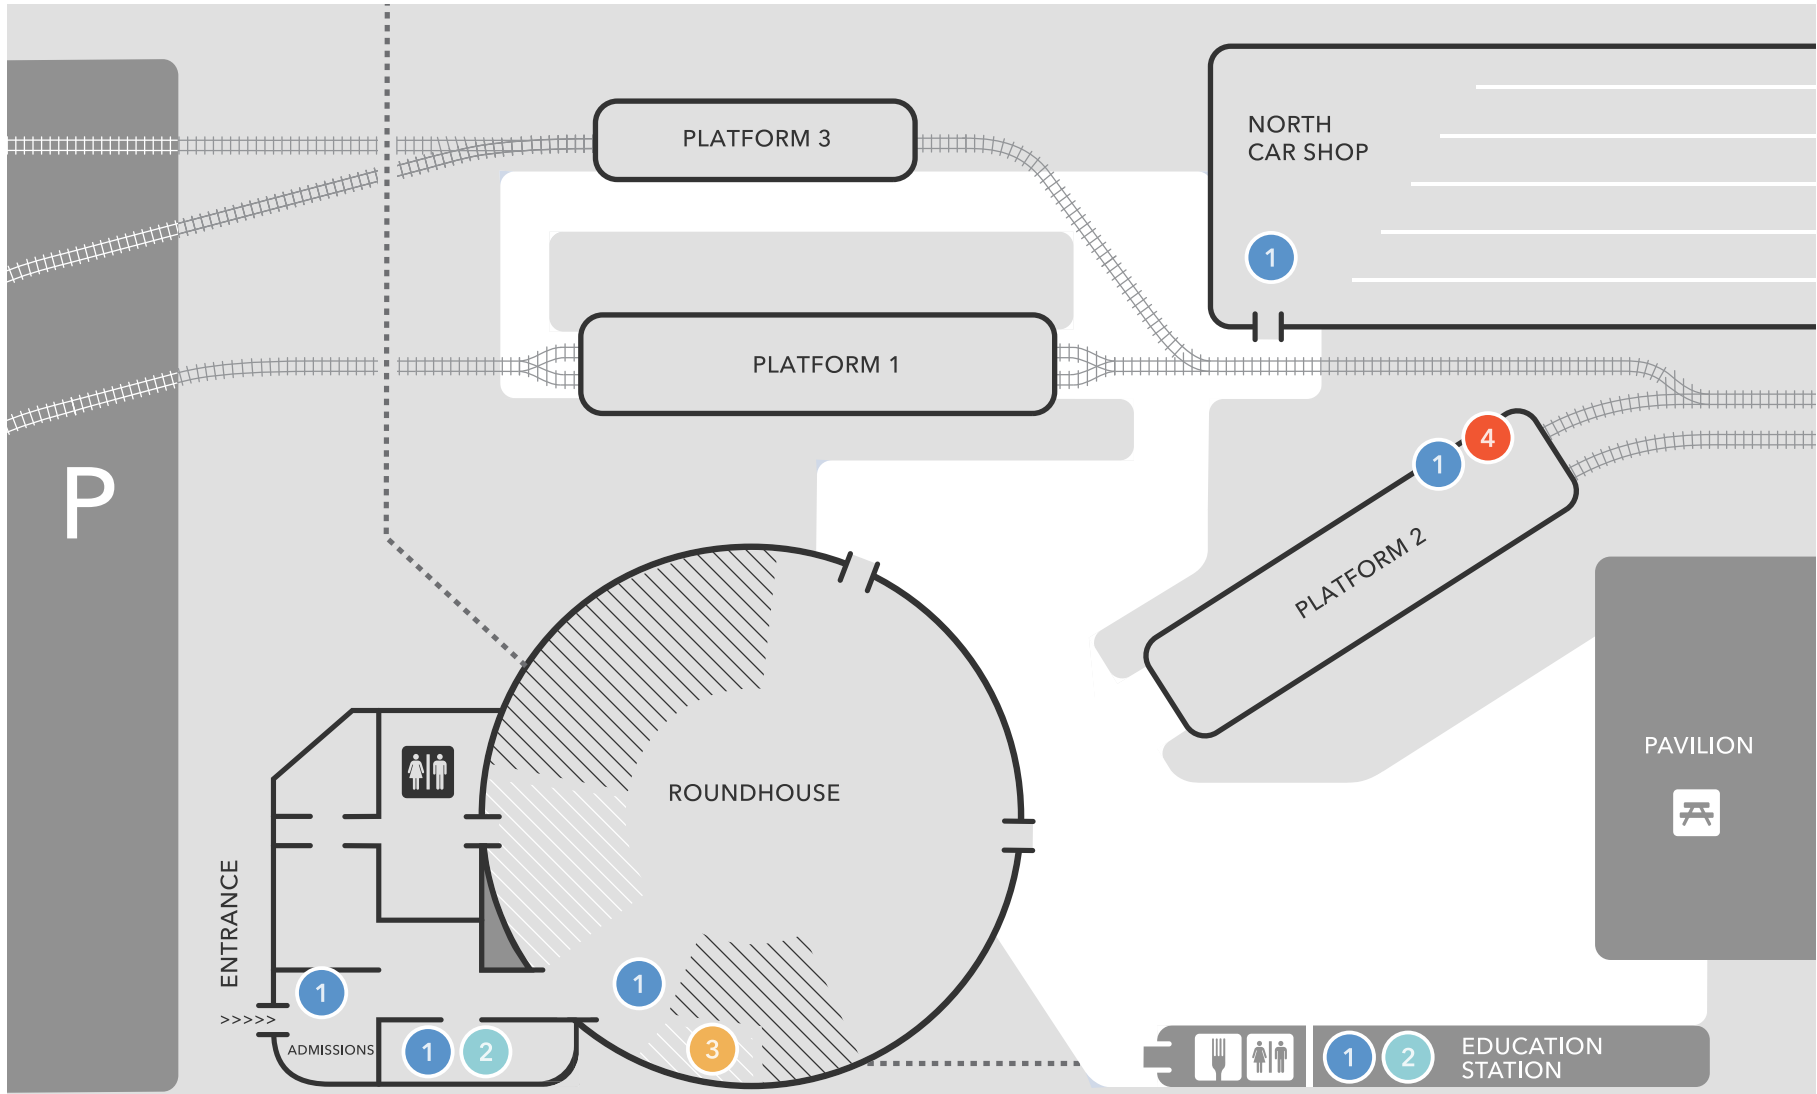 PLATFORM 3
NORTH
CAR SHOP
1
PLATFORM 1
4
1
P
PLATFORM 2
PAVILION
ROUNDHOUSE
ENTRANCE
1
1
>>>>>
ADMISSIONS
1
2
3
1
2
EDUCATION
STATION